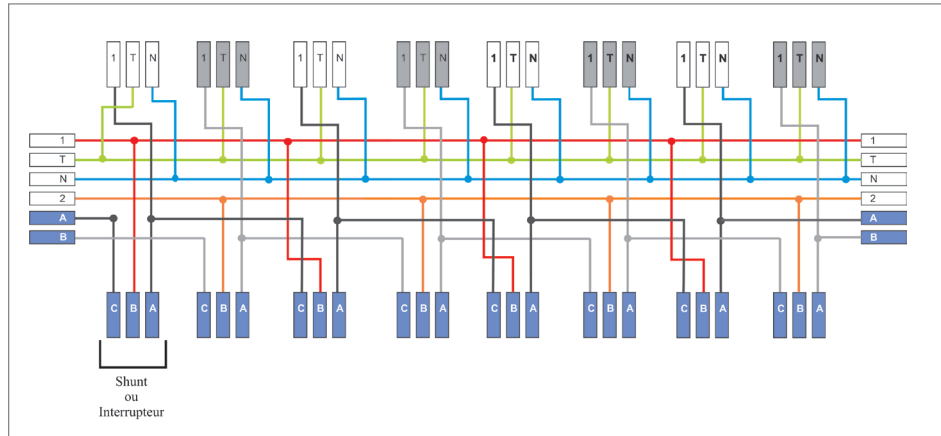 1 T N 1 T N 1 T N 1 T N 1 T N 1 T N 1 T N 1 T N
1 1
T T
N N
2 2
A A
B B
C B A C B A C B A C B A C B A C B A C B A C B A
Shunt
ou
Interrupteur